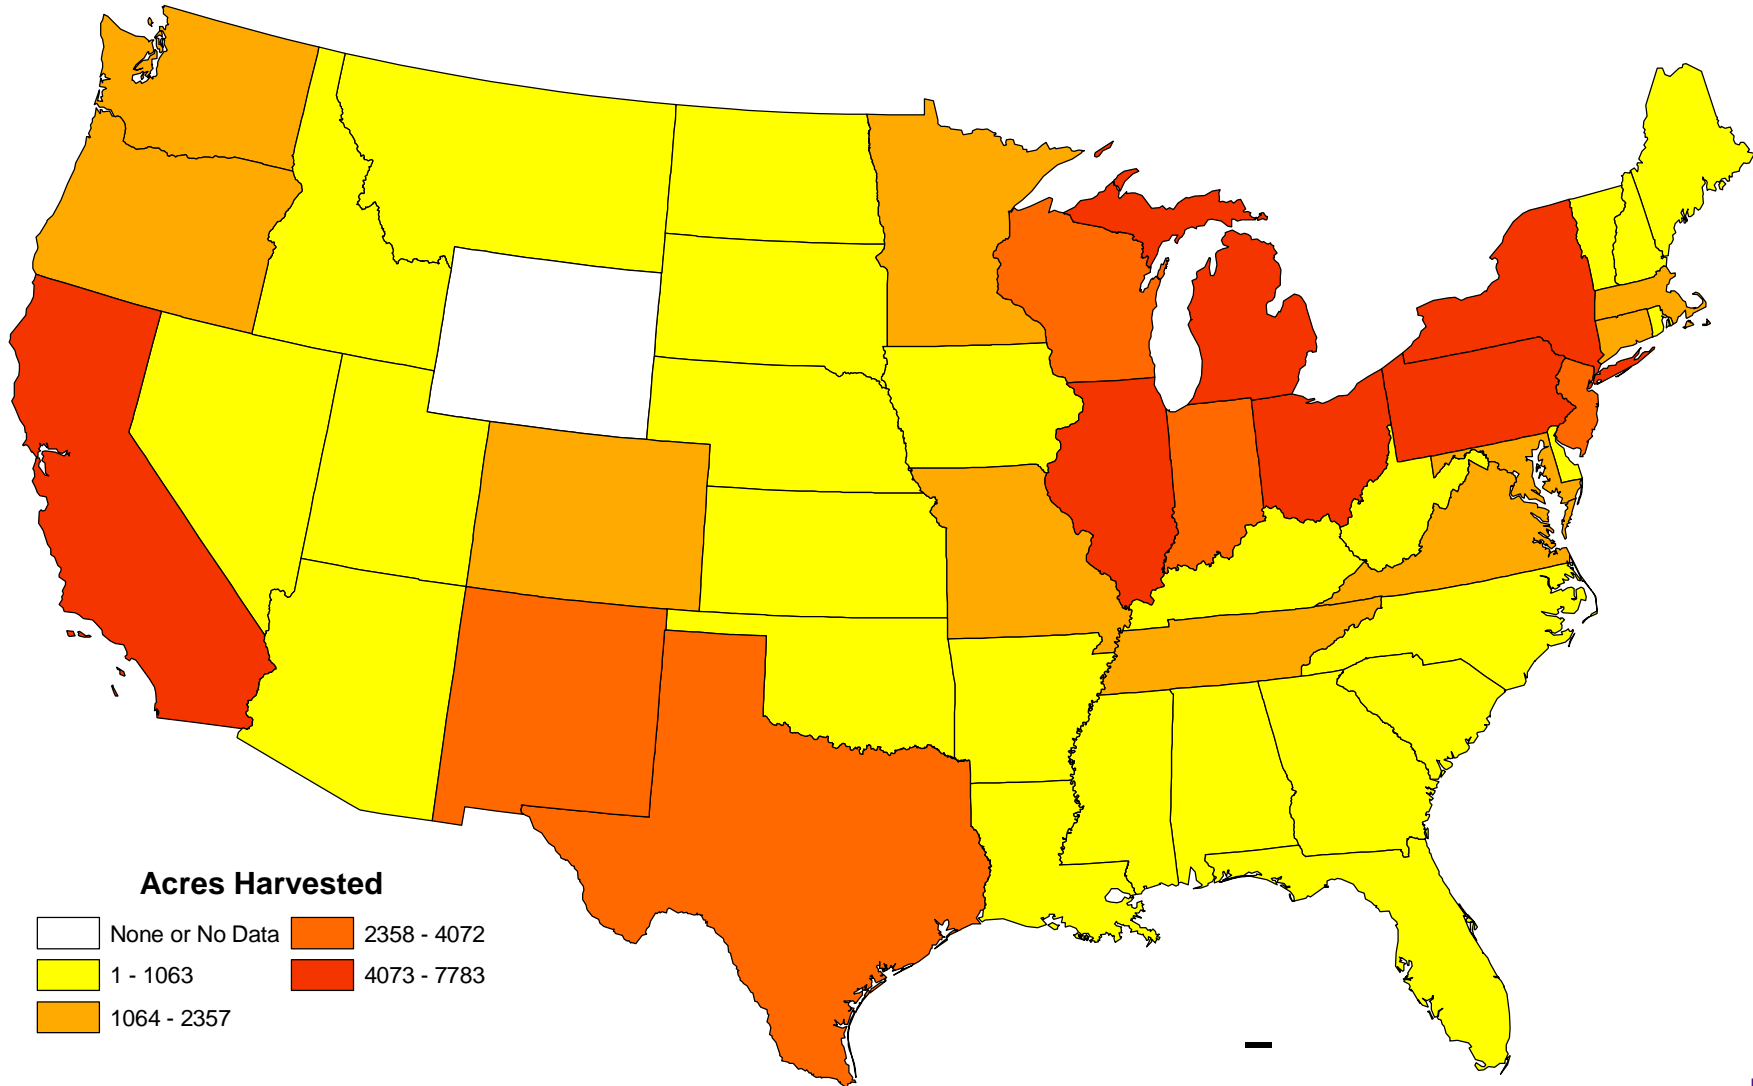 Acres Harvested
None or No Data
1 - 1063
1064 - 2357
2358 - 4072
4073 - 7783